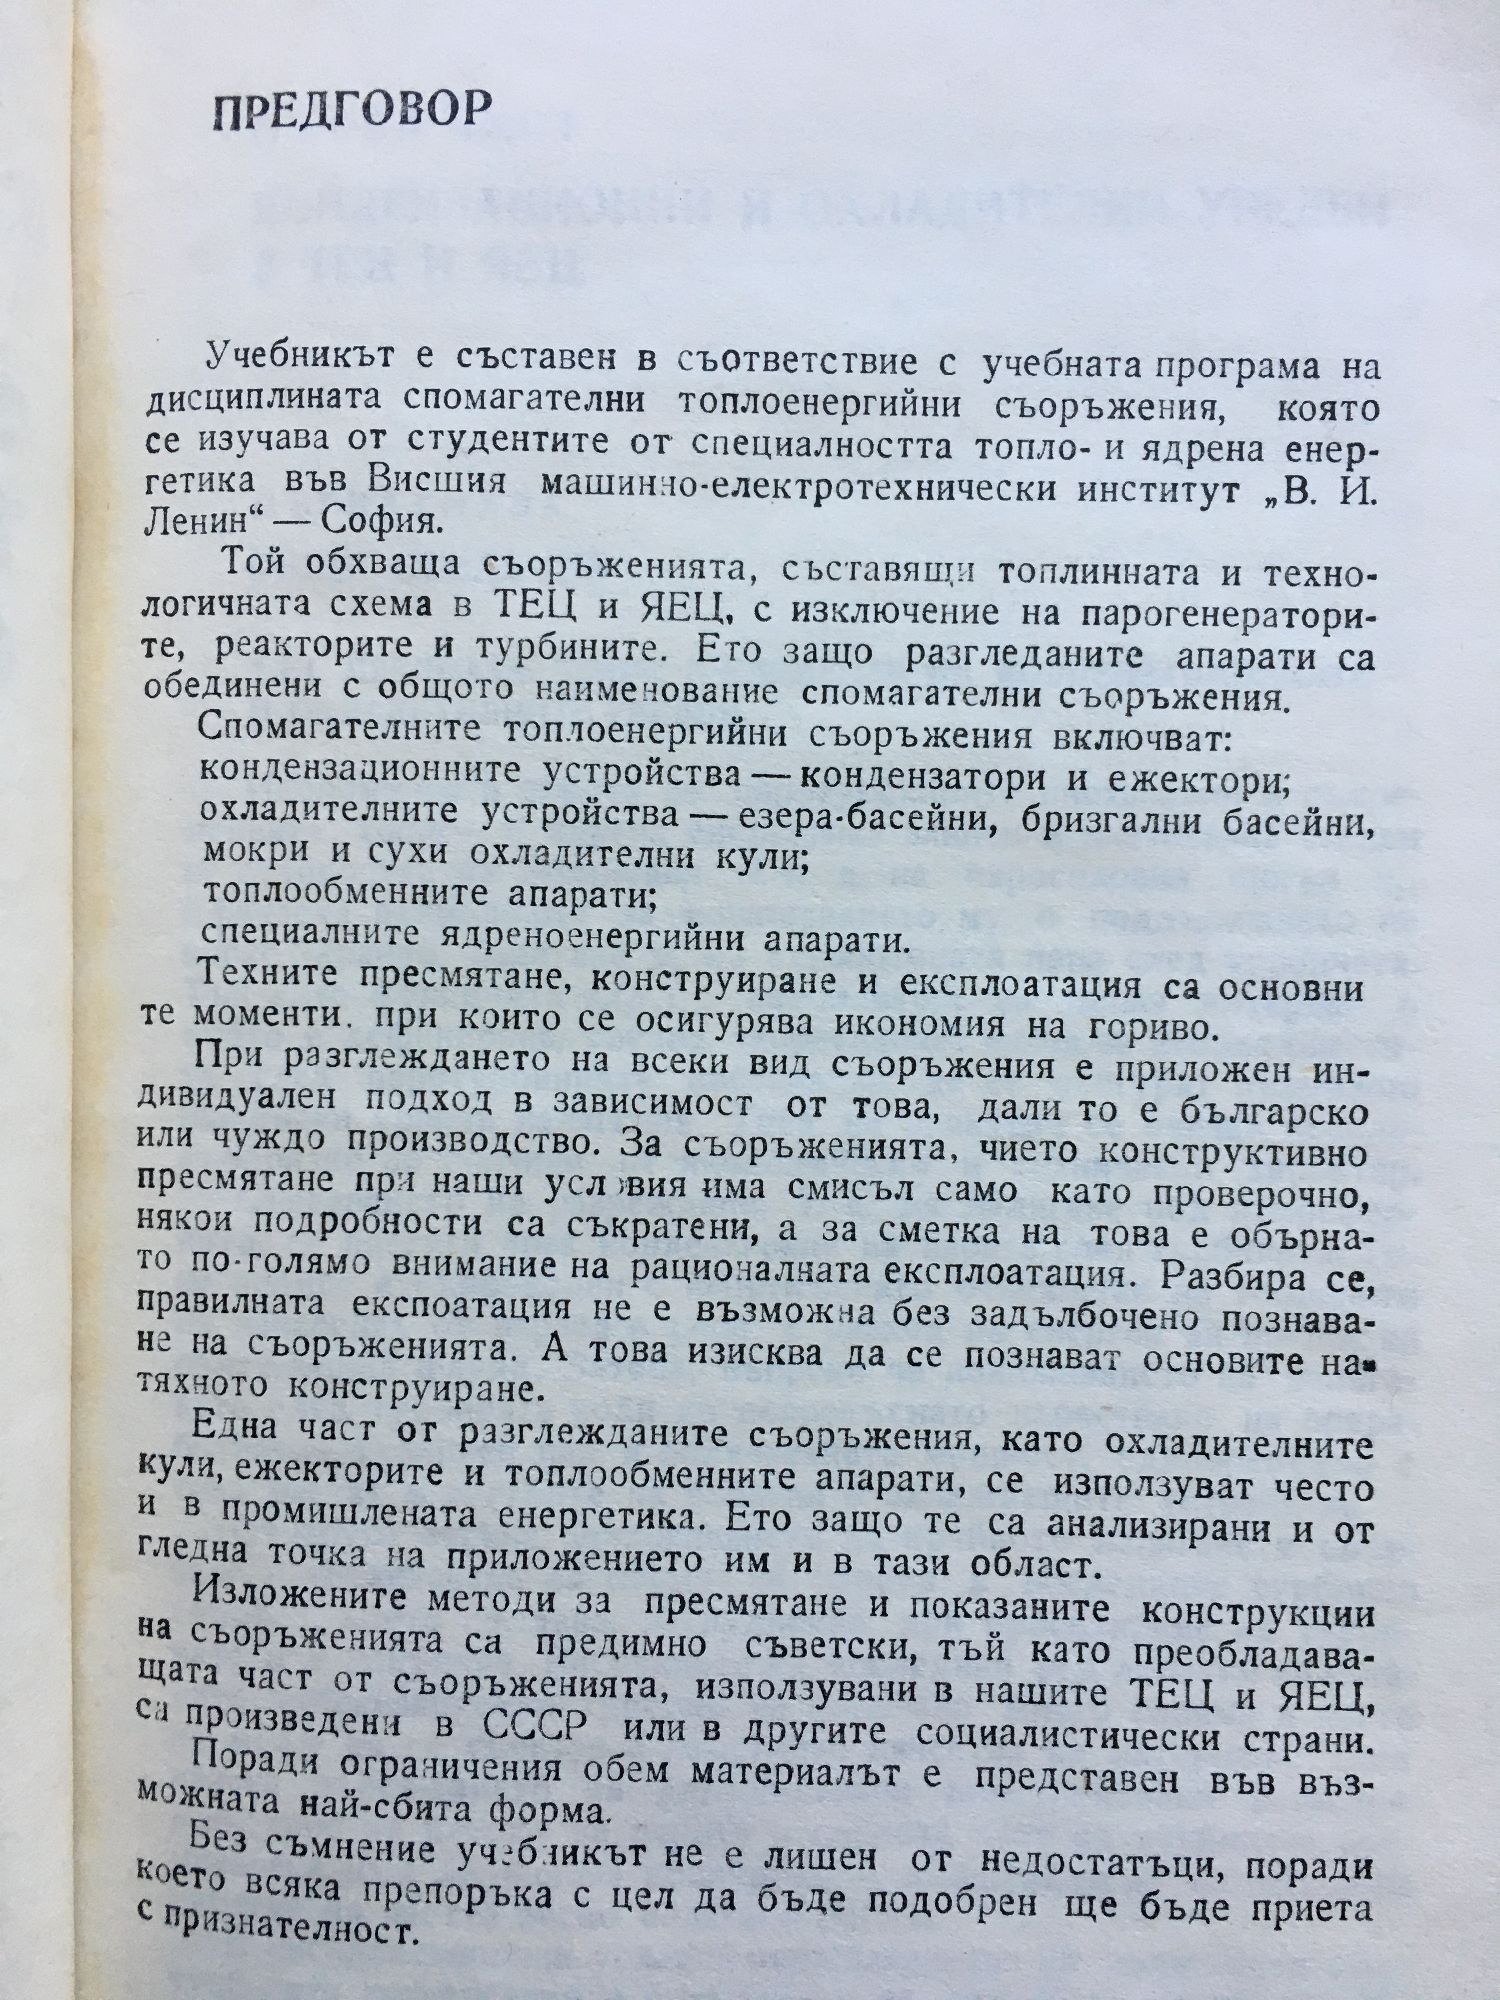 ПРЕДГОВОР
Учебникът е съставен в съответствие с учебната програма на
дисциплината спомагателни топлоенергийни съоръжения, която
се изучава от студентите от специалността топло- и ядрена енер-
гетика във Висшия машинно-електротехнически институт „В. И.
Ленин“ — София.
Той обхваща съоръженията, съставящи топлинната и техно-
логичната схема в ТЕЦ и ЯЕЦ, с изключение на парогенератори-
те, реакторите и турбините. Ето защо разгледаните апарати са
обединени с общото наименование спомагателни съоръжения.
Спомагателните топлоенергийни съоръжения включват:
кондензационните устройства — кондензатори и ежектори;
охладителните устройства — езера-басейни, бризгални басейни,
мокри и сухи охладителни кули;
топлообменните апарати;
специалните ядреноенергийни апарати.
Техните пресмятане, конструиране и експлоатация са основни
те моменти. при които се осигурява икономия на гориво.
При разглеждането на всеки вид съоръжения е приложен ин-
дивидуален подход в зависимост от това, дали то е българско
или чуждо производство. За съоръженията, чието конструктивно
пресмятане при наши условия има смисъл само като проверочно,
някои подробности са съкратени, а за сметка на това е обърна-
то по-голямо внимание на рационалната експлоатация. Разбира се,
правилната експоатация не е възможна без задълбочено познава-
не на съоръженията. А това изисква да се познават основите на
тяхното конструиране.
Една част от разглежданите съоръжения, като охладителните
кули, ежекторите и топлообменните апарати, се използуват често
и в промишлената енергетика. Ето защо те са анализирани и от
гледна точка на приложението им и в тази област.
Изложените методи за пресмятане и показаните конструкции
на съоръженията са предимно съветски, тъй като преобладава-
щата част от съоръженията, използувани в нашите ТЕЦ и ЯЕЦ,
са произведени в СССР или в другите социалистически страни.
Поради ограничения обем материалът е представен във въз-
можната най-сбита форма.
Без съмнение учебникът не е лишен от недостатъци, поради
което всяка препоръка с цел да бъде подобрен ще бъде приета
с признателност.